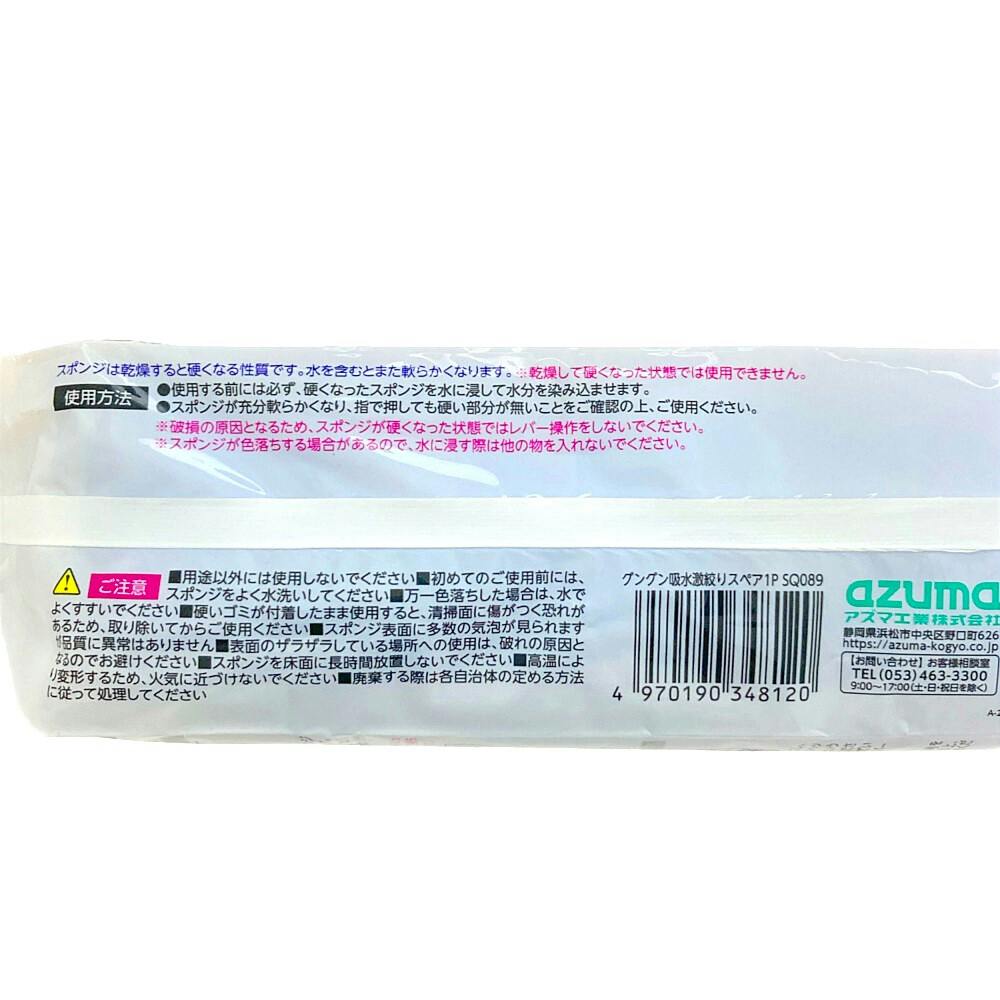 スポンジは乾燥すると硬くなる性質です。水を含むとまた軟らかくなります。※乾燥して硬くなった状態では使用できません。
使用方法
●使用する前には必ず、硬くなったスポンジを水に浸して水分を染み込ませます。
●スポンジが充分軟らかくなり、指で押しても硬い部分が無いことをご確認の上、ご使用ください。
※破損の原因となるため、スポンジが硬くなった状態ではレバー操作をしないでください。
※スポンジが色落ちする場合があるので、水に浸す際は他の物を入れないでください。
ご注意
■用途以外には使用しないでください■初めてのご使用前には、
スポンジをよく水洗いしてください■万一色落ちした場合は、水で
よくすすいでください■硬いゴミが付着したまま使用すると、清掃面に傷がつく恐れが
あるため、取り除いてからご使用ください■スポンジ表面に多数の気泡が見られます
が品質に異常はありません■表面のザラザラしている場所への使用は、破れの原因と
なるのでお避けください■スポンジを床面に長時間放置しないでください■高温によ
り変形するため、火気に近づけないでください■廃棄する際は各自治体の定める方法
に従って処理してください
グングン吸水激絞りスペア1P SQ089
4 970190 348120
azuma
アズマ工業株式会社
静岡県浜松市中央区野口町626
https://azuma-kogyo.co.jp
【お問い合わせ】お客様相談室
TEL(053)463-3300
9:00〜17:00(土・日・祝日を除く)